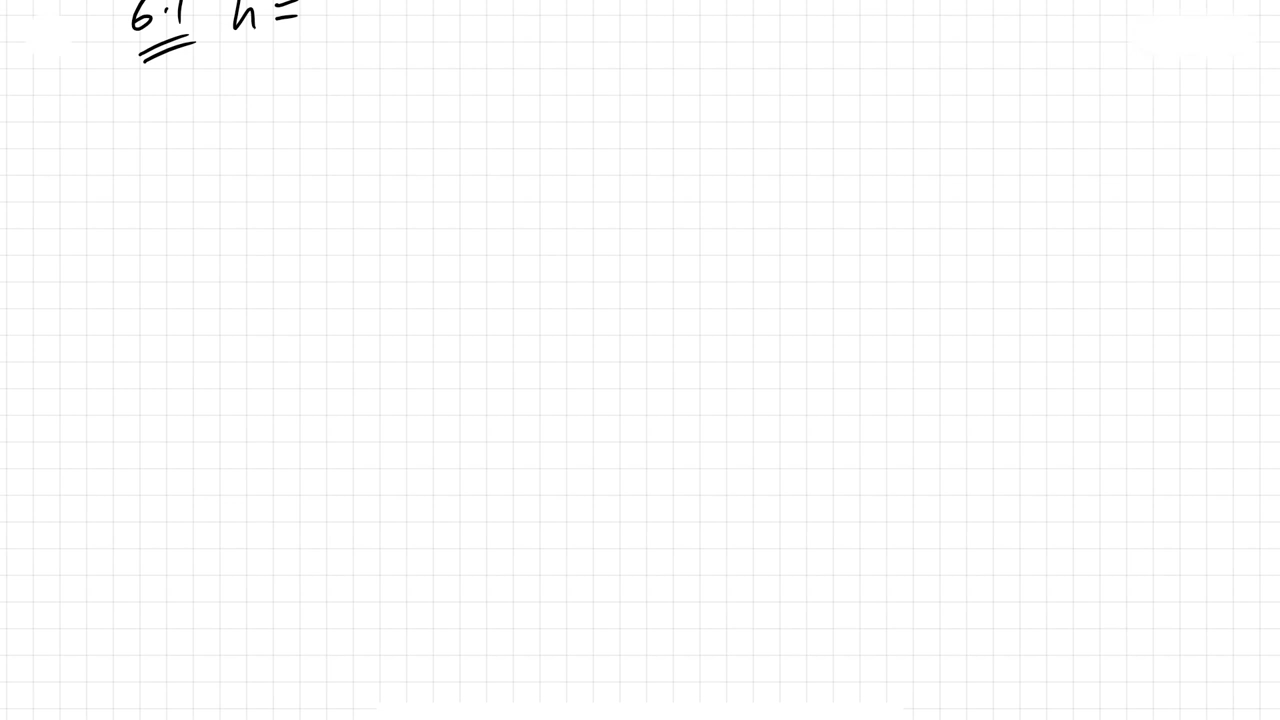 6.1 h =